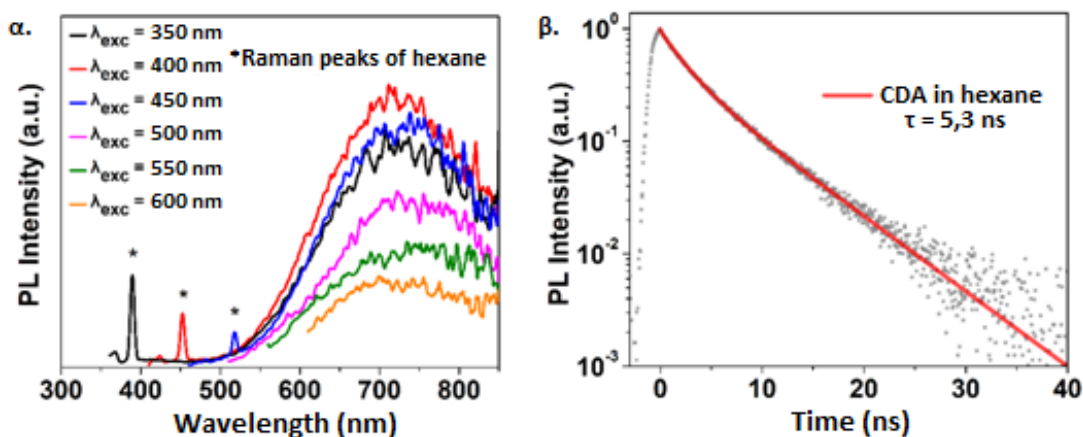 α.
λexc = 350 nm
λexc = 400 nm
λexc = 450 nm
λexc = 500 nm
λexc = 550 nm
λexc = 600 nm
*Raman peaks of hexane
* * *
PL Intensity (a.u.)
300 400 500 600 700 800
Wavelength (nm)
β.
CDA in hexane
τ = 5,3 ns
PL Intensity (a.u.)
10⁰
10⁻¹
10⁻²
10⁻³
0 10 20 30 40
Time (ns)